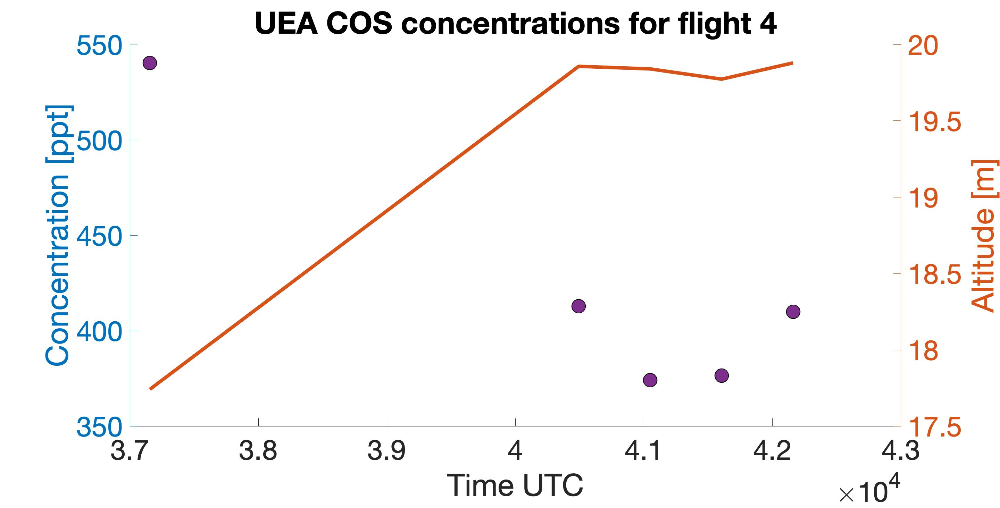 UEA COS concentrations for flight 4
Concentration [ppt]
550
500
450
400
350
20
19.5
19
18.5
18
17.5
Altitude [m]
3.7 3.8 3.9 4 4.1 4.2 4.3
Time UTC
×10⁴